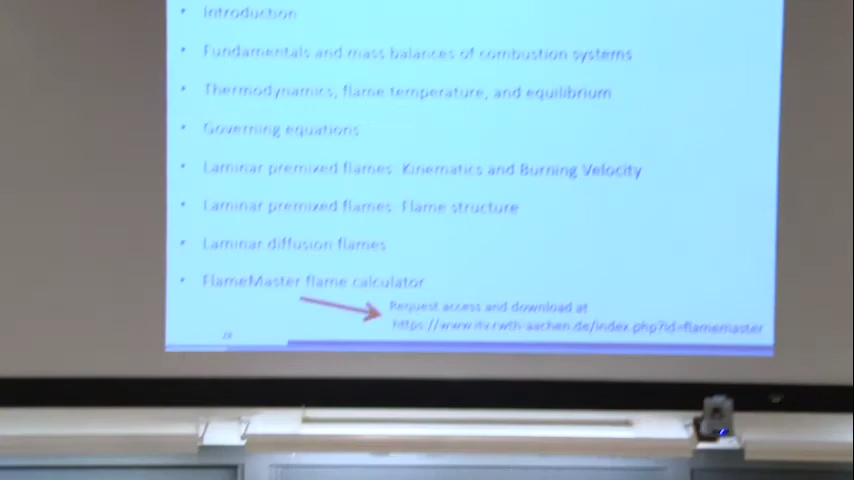 • Introduction
• Fundamentals and mass balances of combustion systems
• Thermodynamics, flame temperature, and equilibrium
• Governing equations
• Laminar premixed flames: Kinematics and Burning Velocity
• Laminar premixed flames: Flame structure
• Laminar diffusion flames
• FlameMaster flame calculator
Request access and download at
https://www.itv.rwth-aachen.de/index.php?id=flamemaster